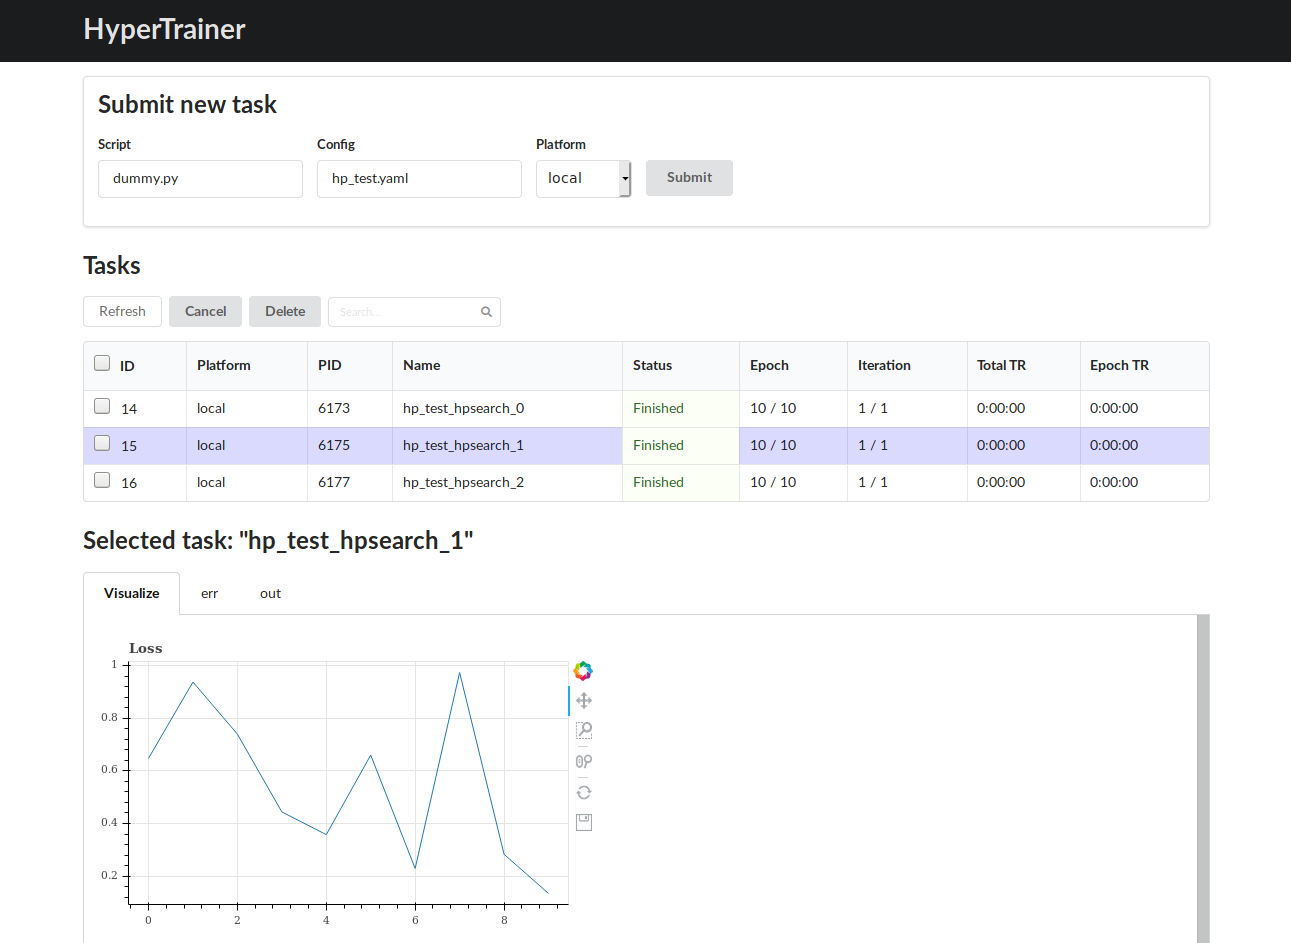 HyperTrainer
Submit new task
Script Config Platform
dummy.py hp_test.yaml local Submit
Tasks
Refresh Cancel Delete Search...
ID Platform PID Name Status Epoch Iteration Total TR Epoch TR
14 local 6173 hp_test_hpsearch_0 Finished 10 / 10 1 / 1 0:00:00 0:00:00
15 local 6175 hp_test_hpsearch_1 Finished 10 / 10 1 / 1 0:00:00 0:00:00
16 local 6177 hp_test_hpsearch_2 Finished 10 / 10 1 / 1 0:00:00 0:00:00
Selected task: "hp_test_hpsearch_1"
Visualize err out
Loss
1
0.8
0.6
0.4
0.2
0 2 4 6 8